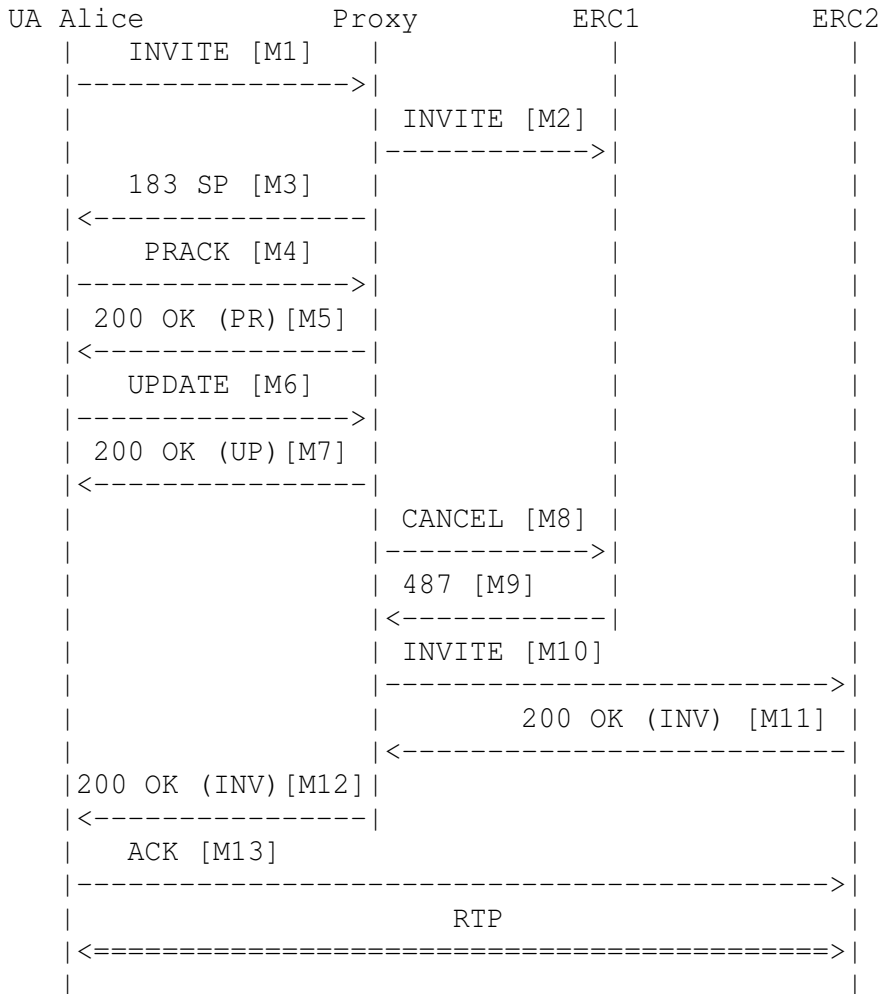 UA Alice Proxy ERC1 ERC2
INVITE [M1]
INVITE [M2]
183 SP [M3]
PRACK [M4]
200 OK (PR)[M5]
UPDATE [M6]
200 OK (UP)[M7]
CANCEL [M8]
487 [M9]
INVITE [M10]
200 OK (INV) [M11]
200 OK (INV)[M12]
ACK [M13]
RTP